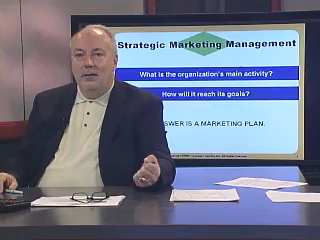 Strategic Marketing Management
What is the organization's main activity?
How will it reach its goals?
ANSWER IS A MARKETING PLAN.